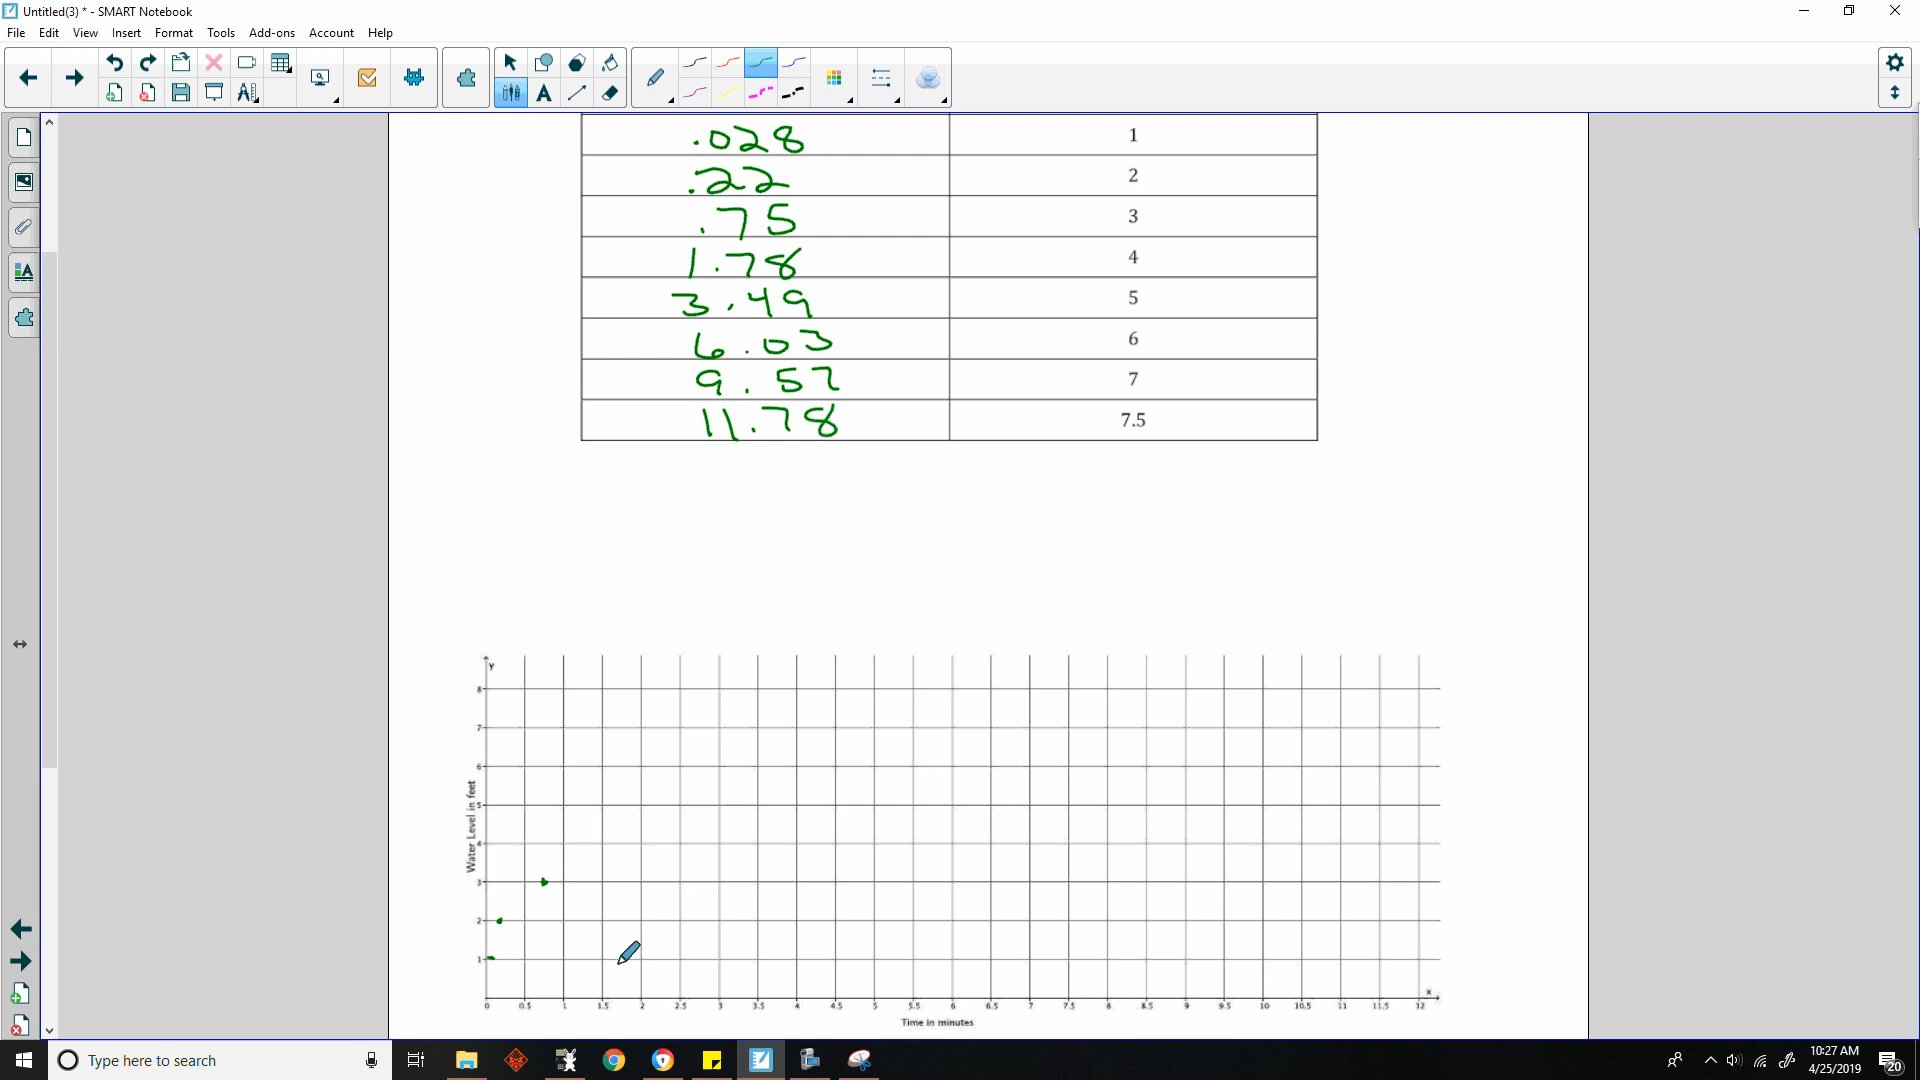 Untitled(3) * - SMART Notebook
File Edit View Insert Format Tools Add-ons Account Help
.028 1
.22 2
.75 3
1.78 4
3.49 5
6.03 6
9.57 7
11.78 7.5
y
8
7
6
5
4
3
2
1
Water Level in feet
x
0 0.5 1 1.5 2 2.5 3 3.5 4 4.5 5 5.5 6 6.5 7 7.5 8 8.5 9 9.5 10 10.5 11 11.5 12
Time in minutes
Type here to search
10:27 AM
4/25/2019
20